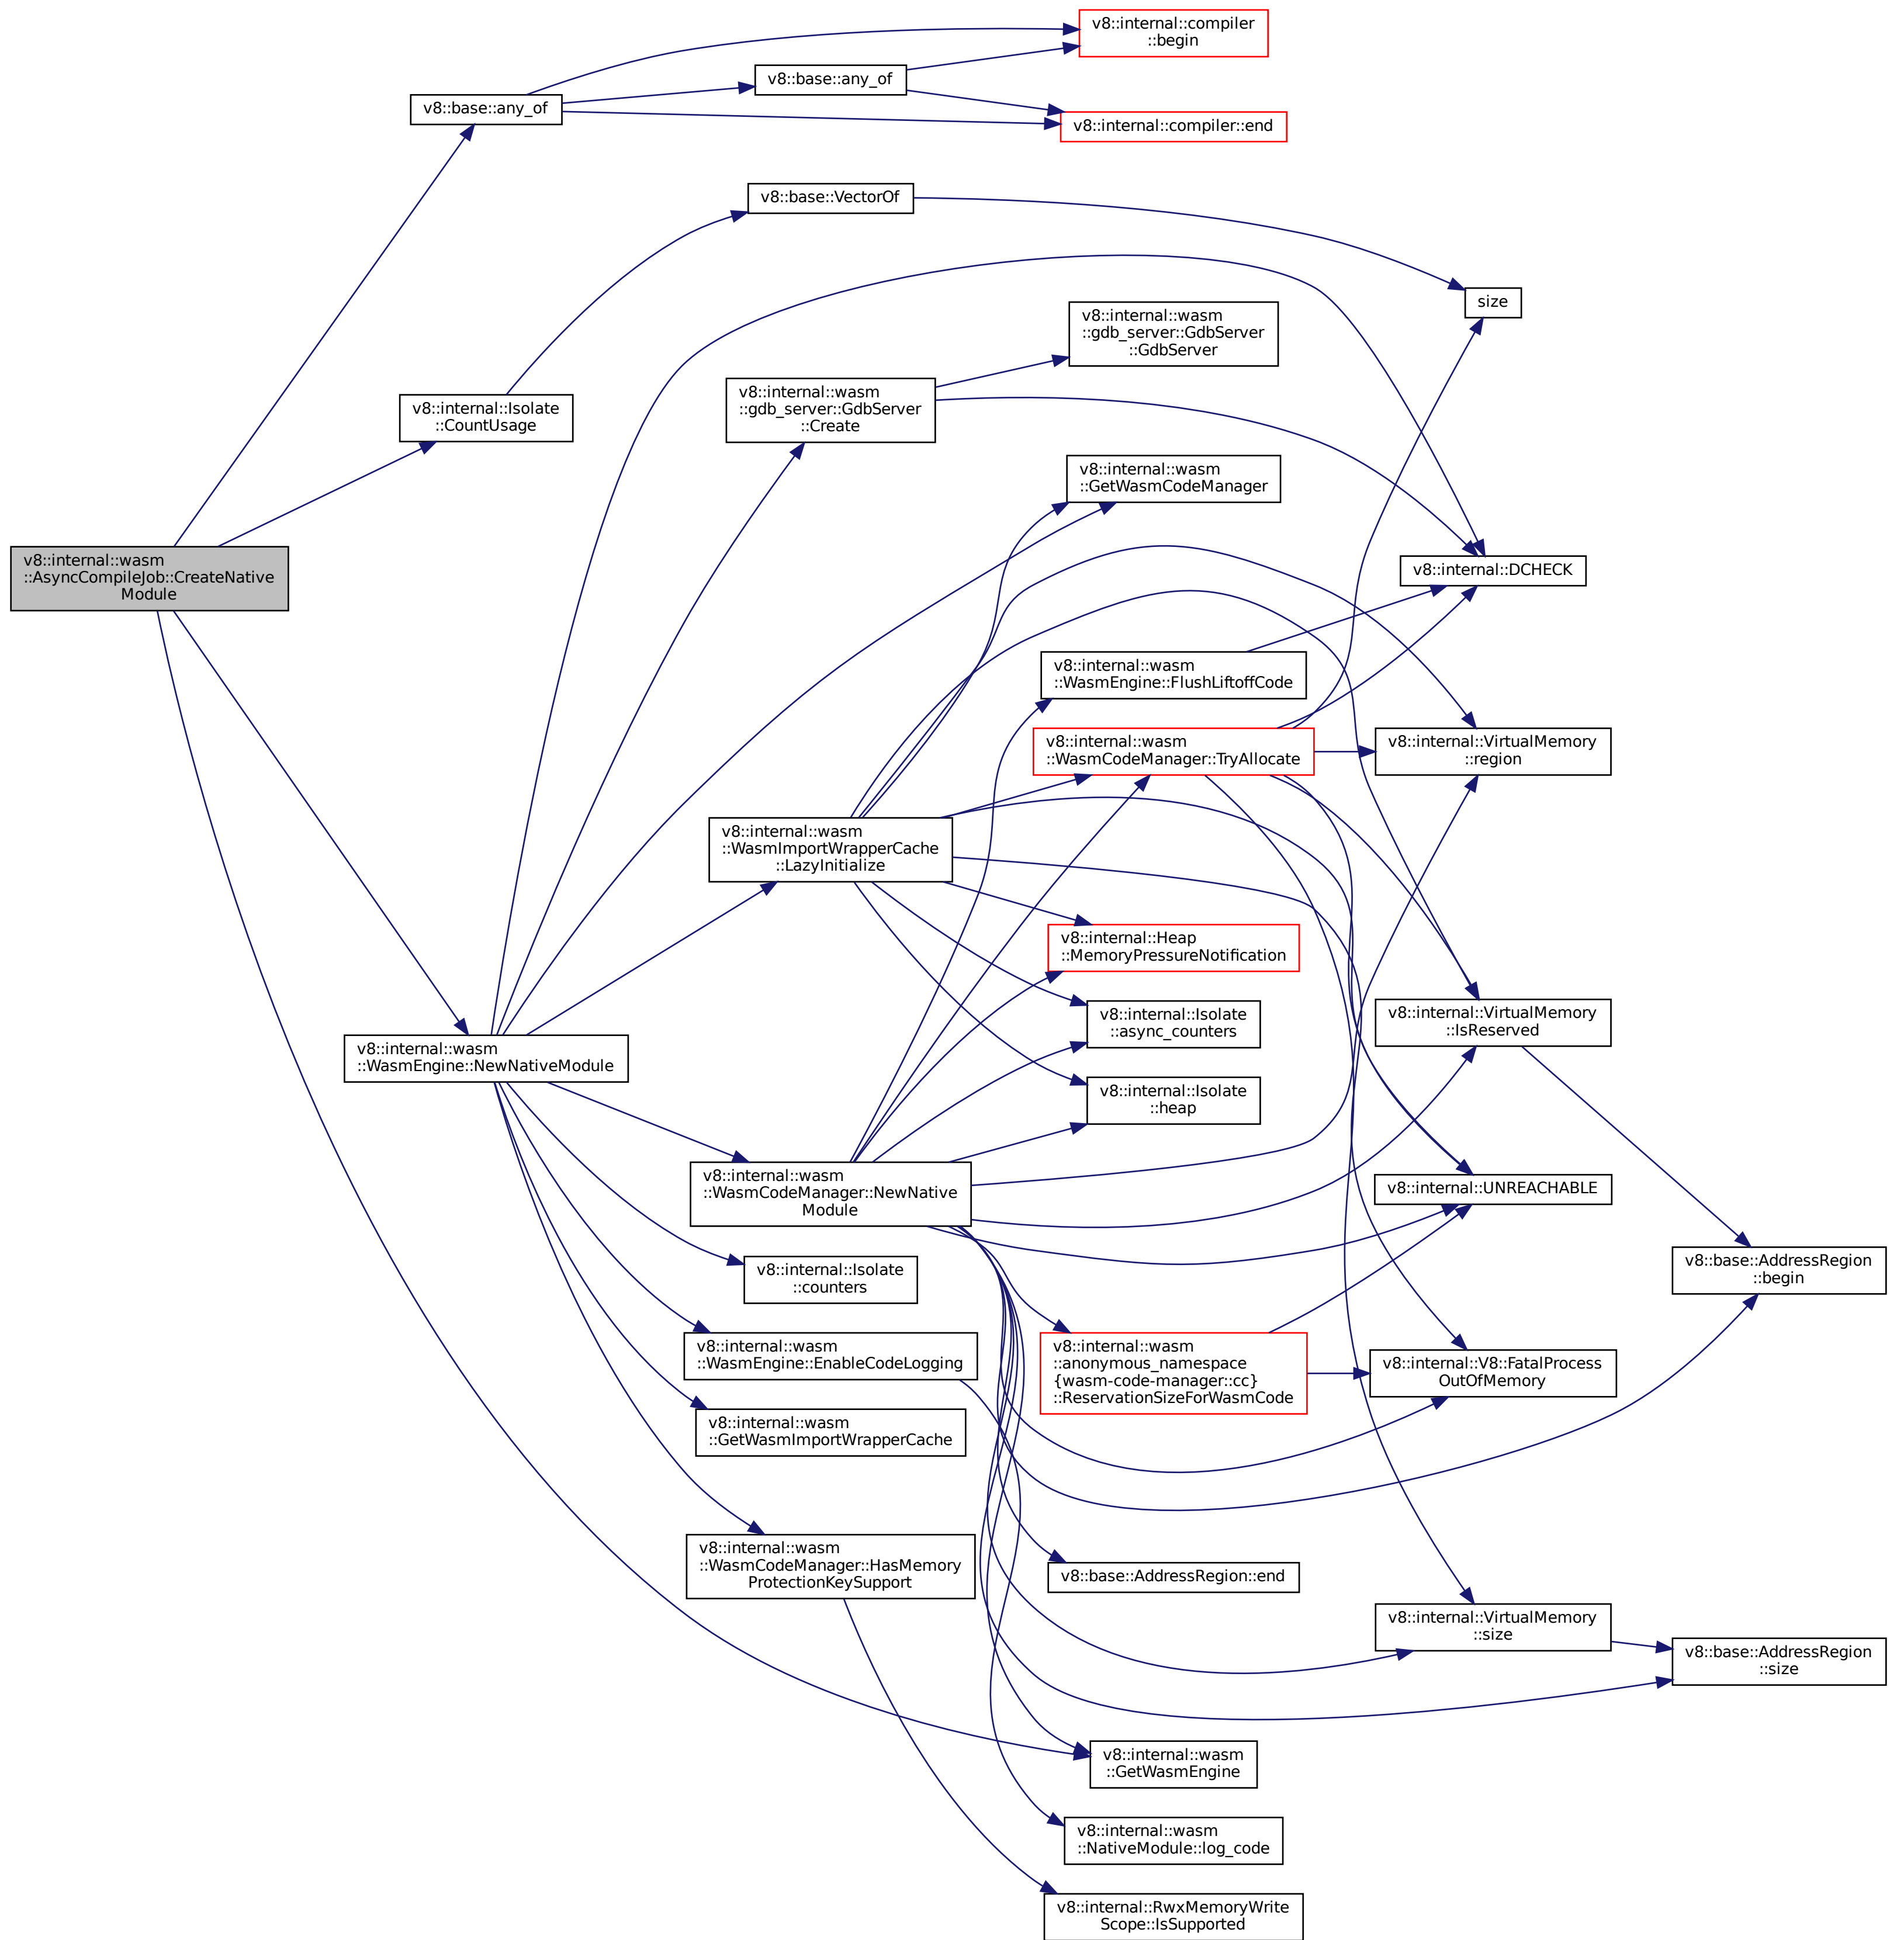 v8::internal::compiler
::begin
v8::base::any_of
v8::base::any_of
v8::internal::compiler::end
v8::base::VectorOf
size
v8::internal::wasm
::gdb_server::GdbServer
::GdbServer
v8::internal::wasm
::gdb_server::GdbServer
::Create
v8::internal::Isolate
::CountUsage
v8::internal::wasm
::GetWasmCodeManager
v8::internal::wasm
::AsyncCompileJob::CreateNative
Module
v8::internal::DCHECK
v8::internal::wasm
::WasmEngine::FlushLiftoffCode
v8::internal::wasm
::WasmCodeManager::TryAllocate
v8::internal::VirtualMemory
::region
v8::internal::wasm
::WasmImportWrapperCache
::LazyInitialize
v8::internal::Heap
::MemoryPressureNotification
v8::internal::Isolate
::async_counters
v8::internal::VirtualMemory
::IsReserved
v8::internal::wasm
::WasmEngine::NewNativeModule
v8::internal::Isolate
::heap
v8::internal::wasm
::WasmCodeManager::NewNative
Module
v8::internal::UNREACHABLE
v8::internal::Isolate
::counters
v8::base::AddressRegion
::begin
v8::internal::wasm
::WasmEngine::EnableCodeLogging
v8::internal::wasm
::anonymous_namespace
{wasm-code-manager::cc}
::ReservationSizeForWasmCode
v8::internal::V8::FatalProcess
OutOfMemory
v8::internal::wasm
::GetWasmImportWrapperCache
v8::internal::wasm
::WasmCodeManager::HasMemory
ProtectionKeySupport
v8::base::AddressRegion::end
v8::internal::VirtualMemory
::size
v8::base::AddressRegion
::size
v8::internal::wasm
::GetWasmEngine
v8::internal::wasm
::NativeModule::log_code
v8::internal::RwxMemoryWrite
Scope::IsSupported